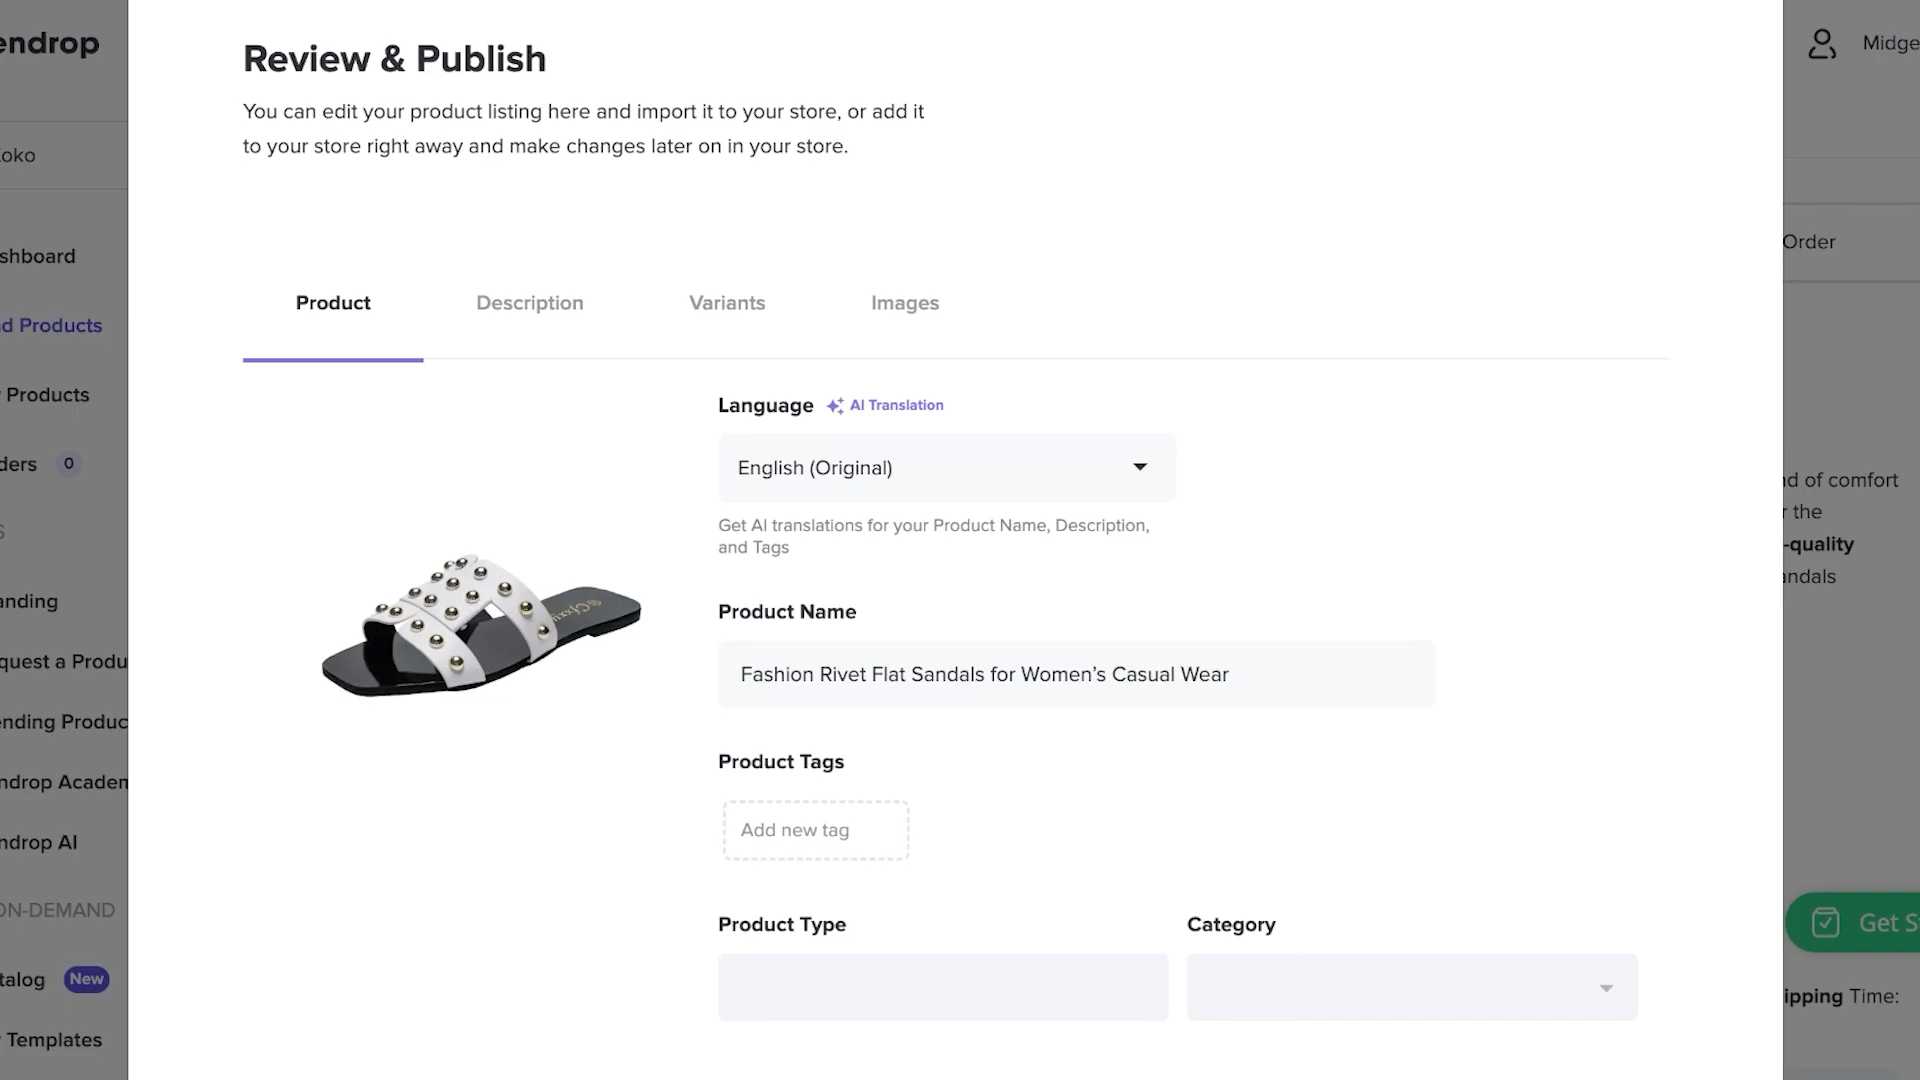 endrop
Midge
Review & Publish
You can edit your product listing here and import it to your store, or add it
to your store right away and make changes later on in your store.
oko
shboard
Order
d Products
Product Description Variants Images
Products
Language AI Translation
ders 0
English (Original)
nd of comfort
r the
Get AI translations for your Product Name, Description,
and Tags
-quality
andals
S
anding
Product Name
quest a Produ
Fashion Rivet Flat Sandals for Women’s Casual Wear
ending Produc
Product Tags
ndrop Academ
Add new tag
ndrop AI
ON-DEMAND
Product Type Category
Get S
talog New
ipping Time:
Templates